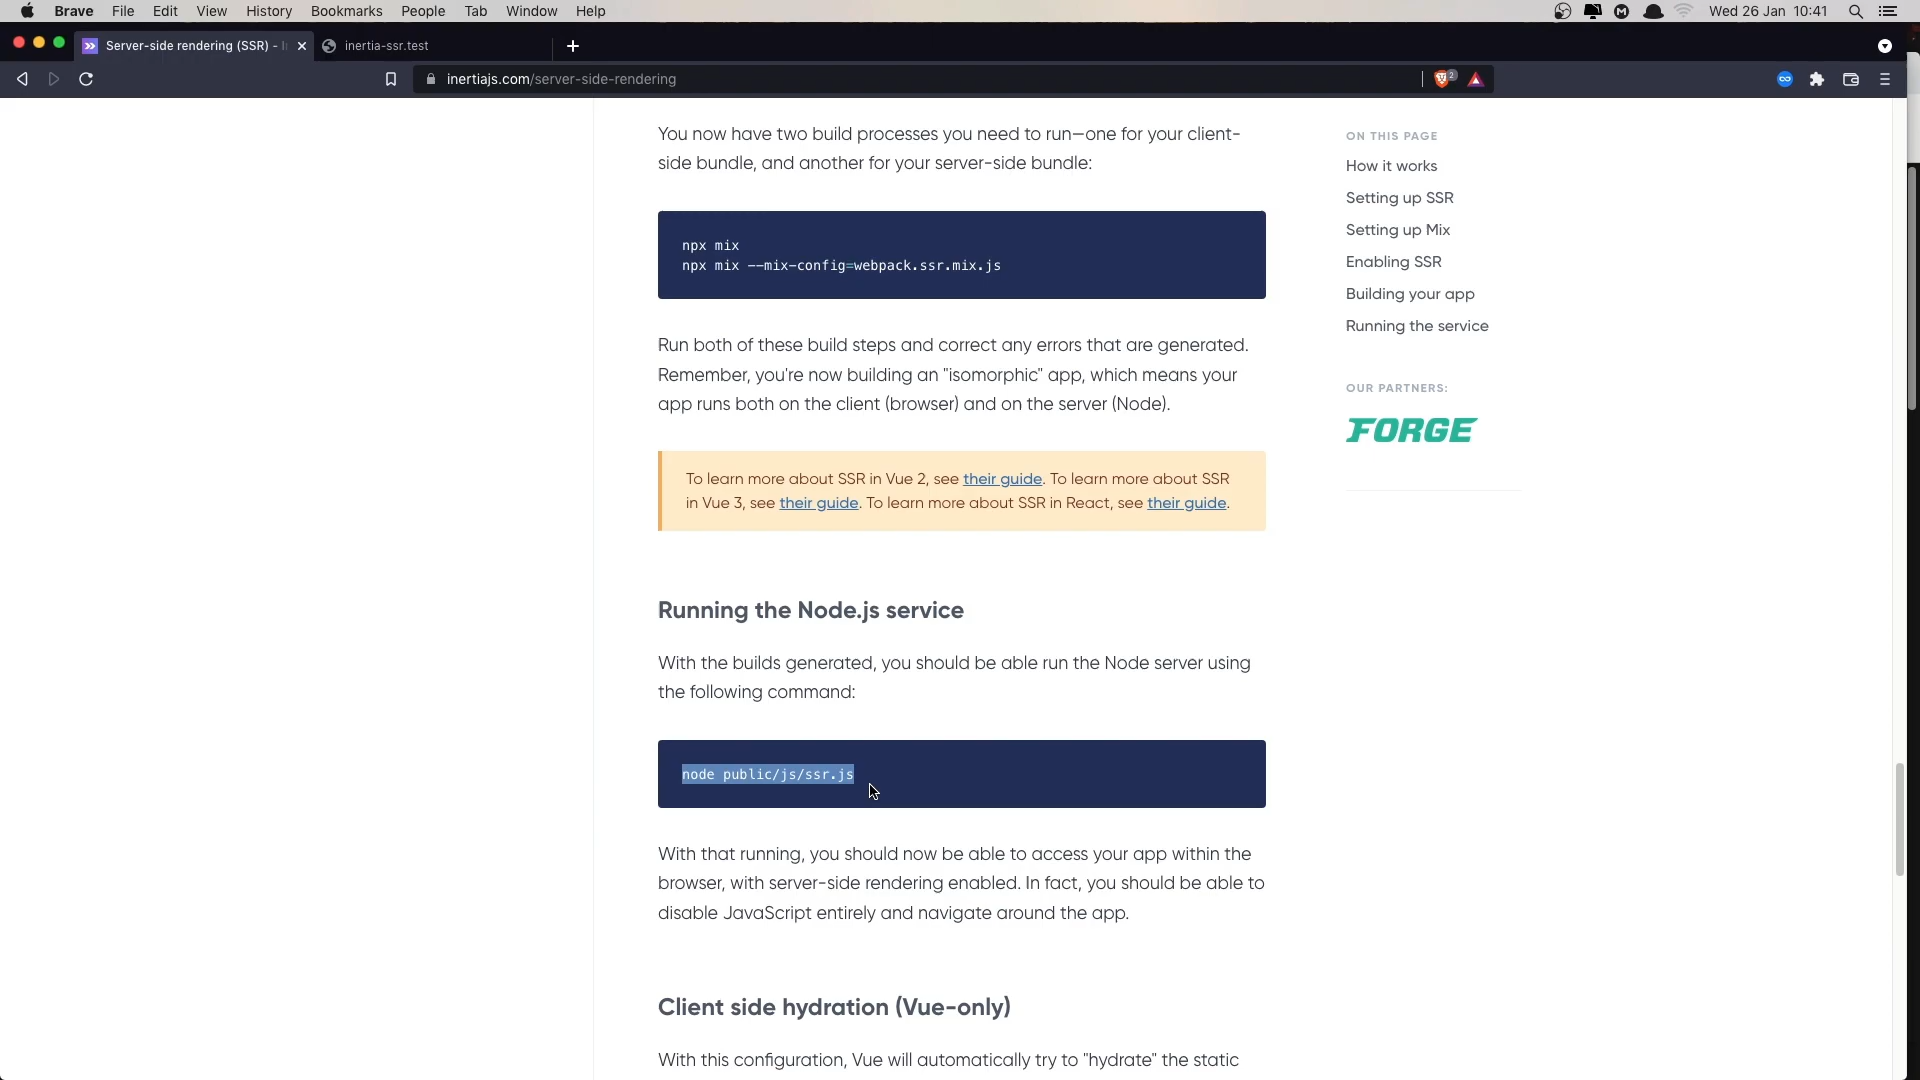 Brave File Edit View History Bookmarks People Tab Window Help
Wed 26 Jan 10:41
Server-side rendering (SSR) -
inertia-ssr.test
inertiajs.com/server-side-rendering
2
You now have two build processes you need to run—one for your client-
side bundle, and another for your server-side bundle:
npx mix
npx mix --mix-config=webpack.ssr.mix.js
Run both of these build steps and correct any errors that are generated.
Remember, you're now building an "isomorphic" app, which means your
app runs both on the client (browser) and on the server (Node).
To learn more about SSR in Vue 2, see their guide. To learn more about SSR
in Vue 3, see their guide. To learn more about SSR in React, see their guide.
Running the Node.js service
With the builds generated, you should be able run the Node server using
the following command:
node public/js/ssr.js
With that running, you should now be able to access your app within the
browser, with server-side rendering enabled. In fact, you should be able to
disable JavaScript entirely and navigate around the app.
Client side hydration (Vue-only)
With this configuration, Vue will automatically try to "hydrate" the static
ON THIS PAGE
How it works
Setting up SSR
Setting up Mix
Enabling SSR
Building your app
Running the service
OUR PARTNERS:
FORGE